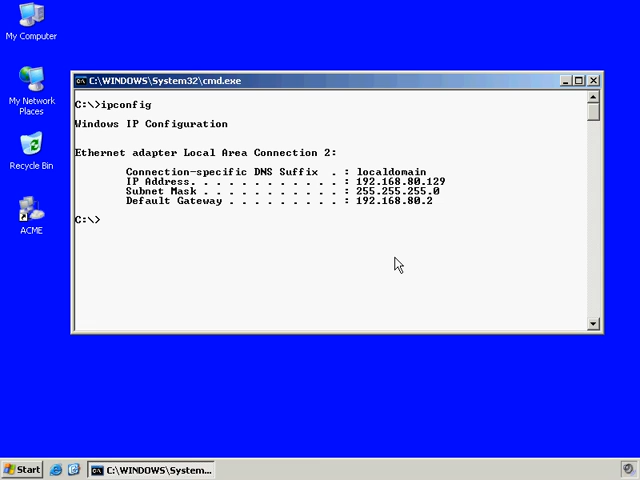 My Computer
My Network
Places
Recycle Bin
ACME
C:\WINDOWS\System32\cmd.exe
C:\>ipconfig
Windows IP Configuration
Ethernet adapter Local Area Connection 2:
Connection-specific DNS Suffix . : localdomain
IP Address. . . . . . . . . . . . : 192.168.80.129
Subnet Mask . . . . . . . . . . . : 255.255.255.0
Default Gateway . . . . . . . . . : 192.168.80.2
C:\>
Start
C:\WINDOWS\System...